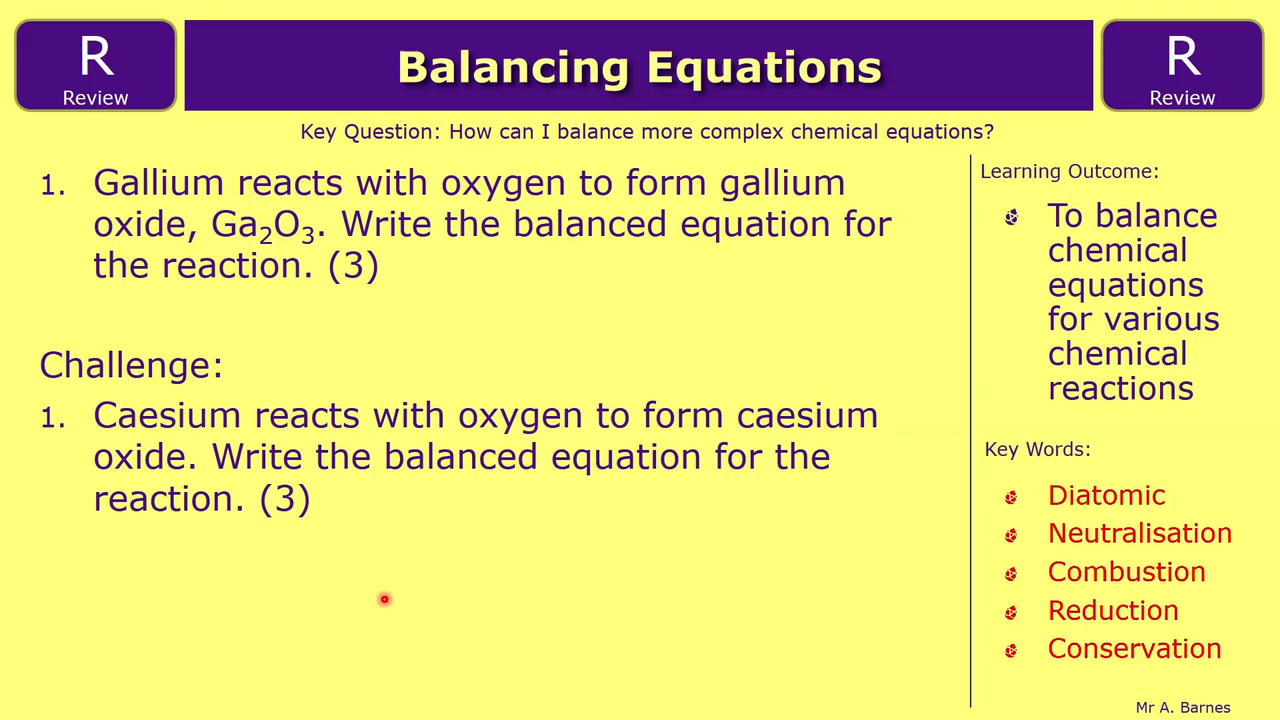 R
Review
Balancing Equations
R
Review
Key Question: How can I balance more complex chemical equations?
1. Gallium reacts with oxygen to form gallium
oxide, Ga₂O₃. Write the balanced equation for
the reaction. (3)
Challenge:
1. Caesium reacts with oxygen to form caesium
oxide. Write the balanced equation for the
reaction. (3)
Learning Outcome:
To balance
chemical
equations
for various
chemical
reactions
Key Words:
Diatomic
Neutralisation
Combustion
Reduction
Conservation
Mr A. Barnes